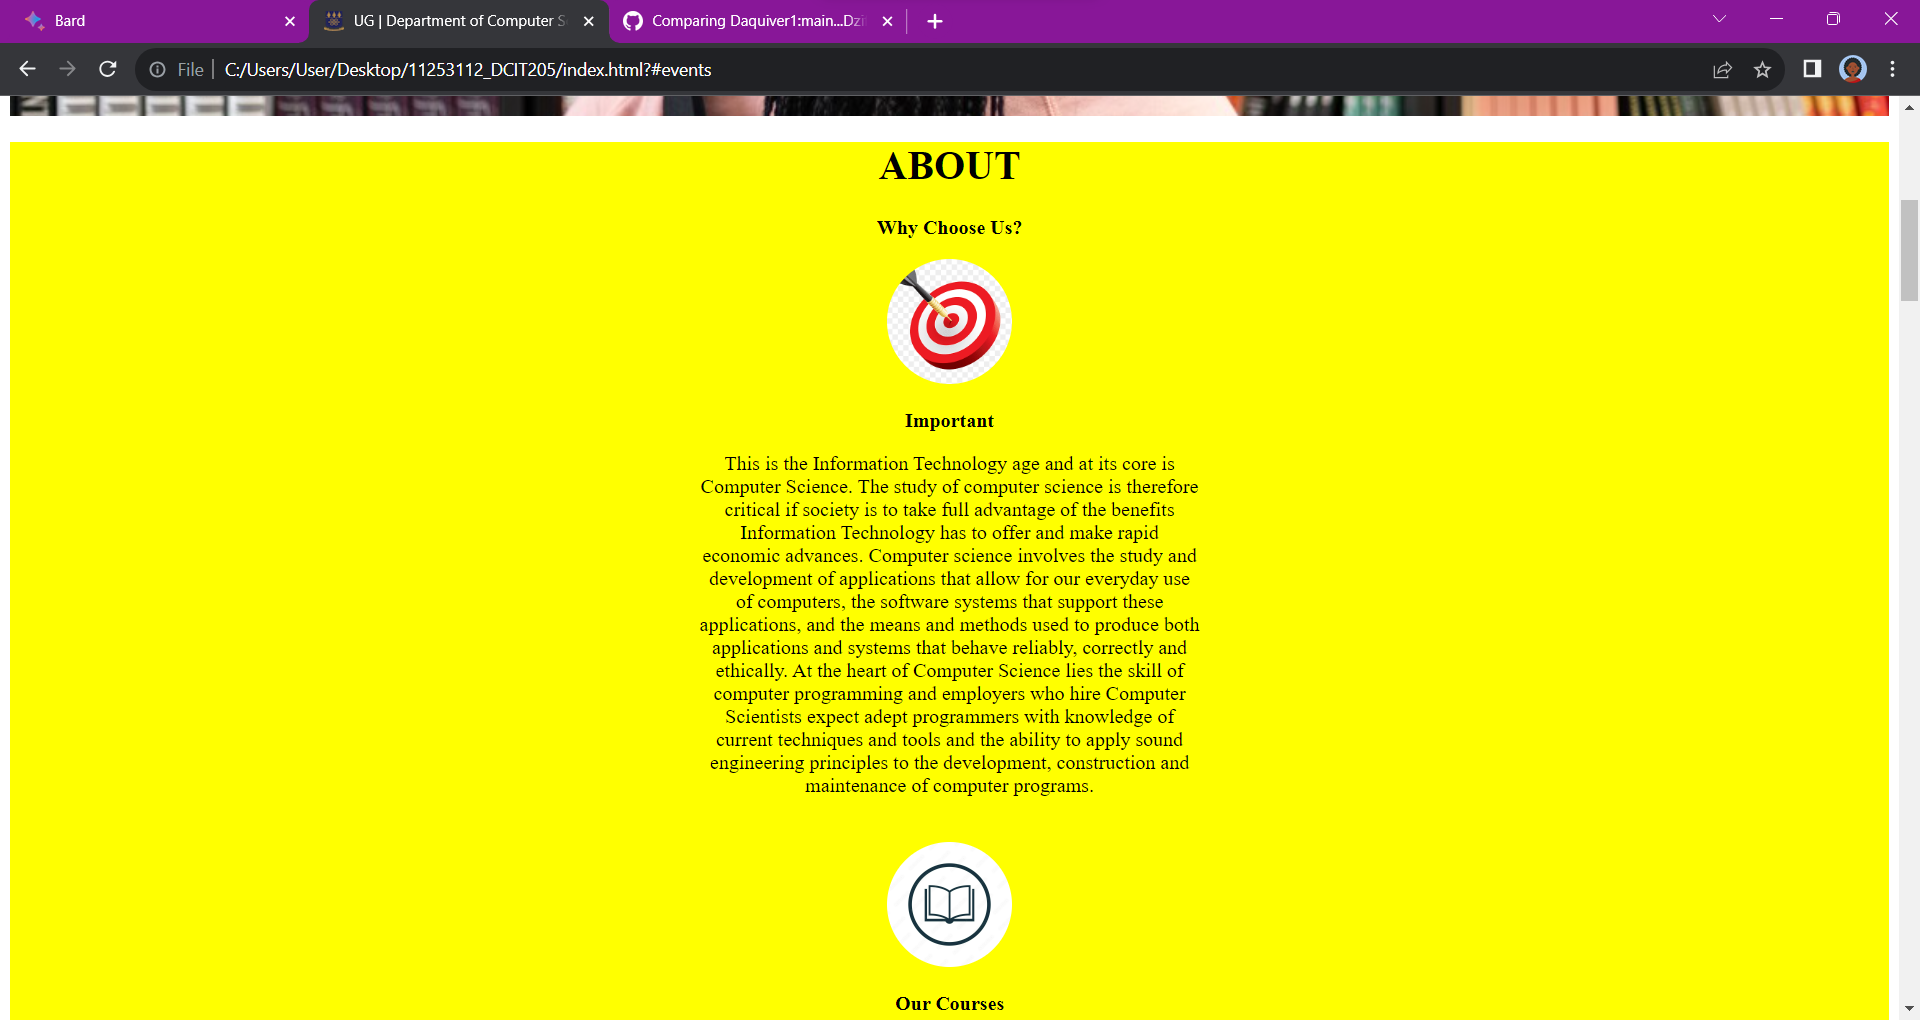 Bard
UG | Department of Computer S
Comparing Daquiver1:main...Dzi
File
C:/Users/User/Desktop/11253112_DCIT205/index.html?#events
ABOUT
Why Choose Us?
Important
This is the Information Technology age and at its core is
Computer Science. The study of computer science is therefore
critical if society is to take full advantage of the benefits
Information Technology has to offer and make rapid
economic advances. Computer science involves the study and
development of applications that allow for our everyday use
of computers, the software systems that support these
applications, and the means and methods used to produce both
applications and systems that behave reliably, correctly and
ethically. At the heart of Computer Science lies the skill of
computer programming and employers who hire Computer
Scientists expect adept programmers with knowledge of
current techniques and tools and the ability to apply sound
engineering principles to the development, construction and
maintenance of computer programs.
Our Courses